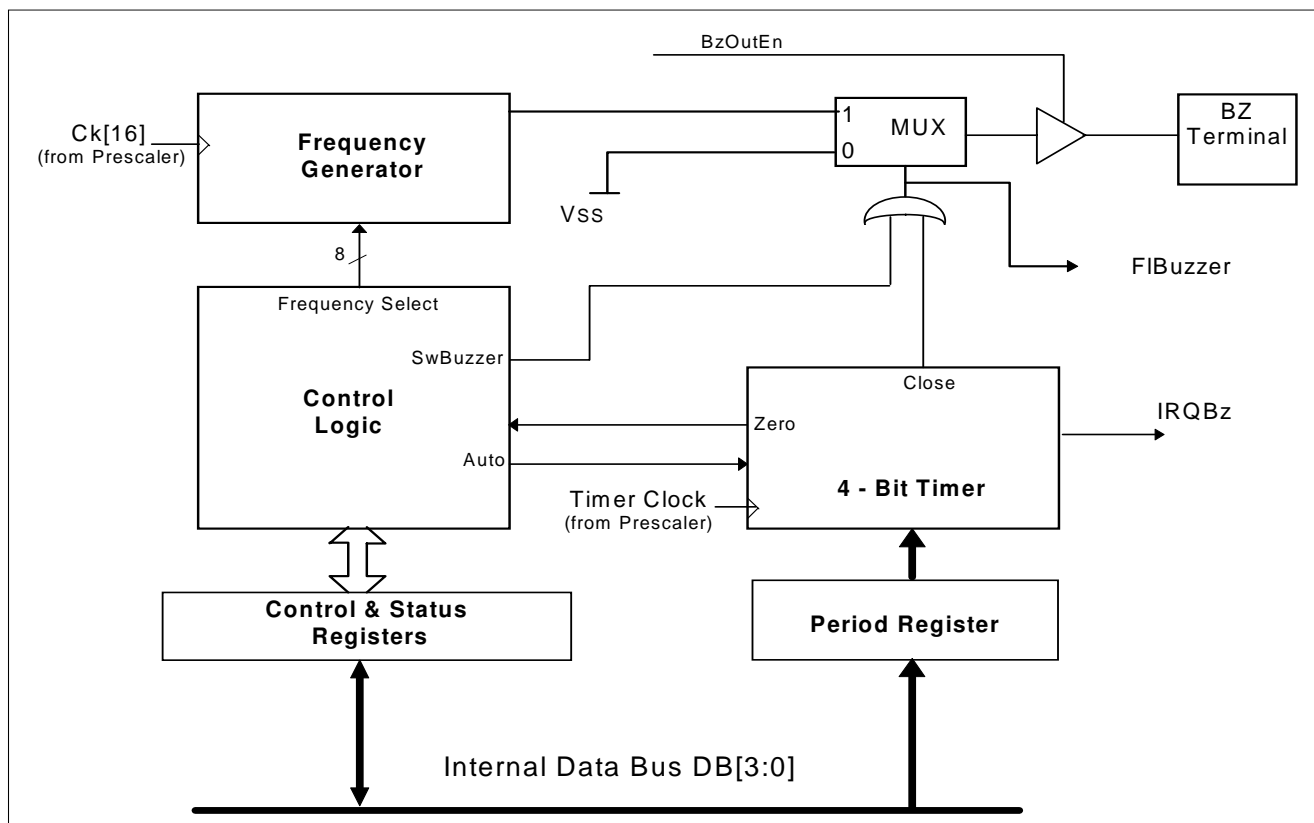 BzOutEn
Ck[16]
(from Prescaler)
Frequency
Generator
1
0
MUX
BZ
Terminal
Vss
8
FlBuzzer
Frequency Select
SwBuzzer
Control
Logic
Auto
Close
Zero
IRQBz
4 - Bit Timer
Timer Clock
(from Prescaler)
Control & Status
Registers
Period Register
Internal Data Bus DB[3:0]